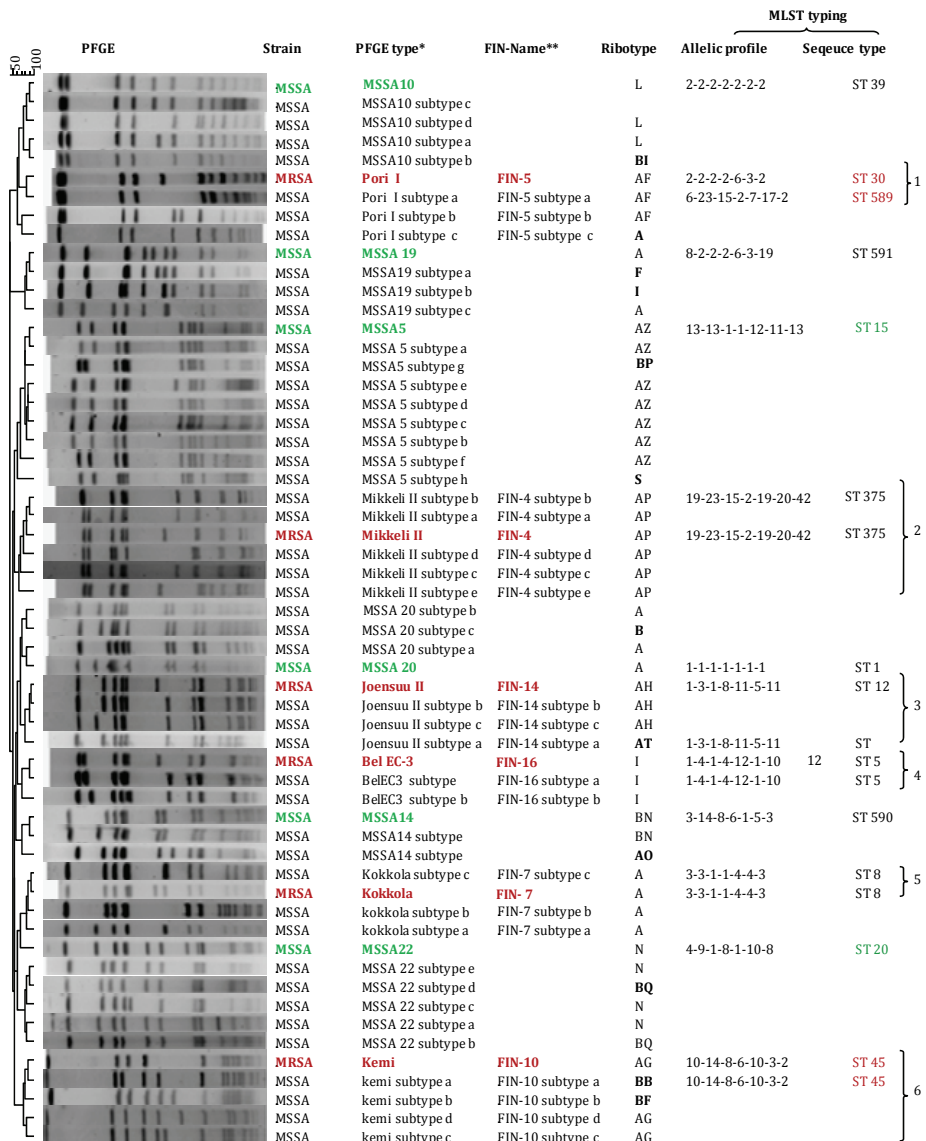 MLST typing
50 100 PFGE Strain PFGE type* FIN-Name** Ribotype Allelic profile Seqeuce type
MSSA MSSA10 L 2-2-2-2-2-2-2 ST 39
MSSA MSSA10 subtype c
MSSA MSSA10 subtype d L
MSSA MSSA10 subtype a L
MSSA MSSA10 subtype b BI
MRSA Pori I FIN-5 AF 2-2-2-2-6-3-2 ST 30 1
MSSA Pori I subtype a FIN-5 subtype a AF 6-23-15-2-7-17-2 ST 589
MSSA Pori I subtype b FIN-5 subtype b AF
MSSA Pori I subtype c FIN-5 subtype c A
MSSA MSSA 19 A 8-2-2-2-6-3-19 ST 591
MSSA MSSA19 subtype a F
MSSA MSSA19 subtype b I
MSSA MSSA19 subtype c A
MSSA MSSA5 AZ 13-13-1-1-12-11-13 ST 15
MSSA MSSA 5 subtype a AZ
MSSA MSSA5 subtype g BP
MSSA MSSA 5 subtype e AZ
MSSA MSSA 5 subtype d AZ
MSSA MSSA 5 subtype c AZ
MSSA MSSA 5 subtype b AZ
MSSA MSSA 5 subtype f AZ
MSSA MSSA 5 subtype h S
MSSA Mikkeli II subtype b FIN-4 subtype b AP 19-23-15-2-19-20-42 ST 375
MSSA Mikkeli II subtype a FIN-4 subtype a AP
MRSA Mikkeli II FIN-4 AP 19-23-15-2-19-20-42 ST 375 2
MSSA Mikkeli II subtype d FIN-4 subtype d AP
MSSA Mikkeli II subtype c FIN-4 subtype c AP
MSSA Mikkeli II subtype e FIN-4 subtype e AP
MSSA MSSA 20 subtype b A
MSSA MSSA 20 subtype c B
MSSA MSSA 20 subtype a A
MSSA MSSA 20 A 1-1-1-1-1-1-1 ST 1
MRSA Joensuu II FIN-14 AH 1-3-1-8-11-5-11 ST 12
MSSA Joensuu II subtype b FIN-14 subtype b AH 3
MSSA Joensuu II subtype c FIN-14 subtype c AH
MSSA Joensuu II subtype a FIN-14 subtype a AT 1-3-1-8-11-5-11 ST
MRSA Bel EC-3 FIN-16 I 1-4-1-4-12-1-10 12 ST 5
MSSA BelEC3 subtype FIN-16 subtype a I 1-4-1-4-12-1-10 ST 5 4
MSSA BelEC3 subtype b FIN-16 subtype b I
MSSA MSSA14 BN 3-14-8-6-1-5-3 ST 590
MSSA MSSA14 subtype BN
MSSA MSSA14 subtype AO
MSSA Kokkola subtype c FIN-7 subtype c A 3-3-1-1-4-4-3 ST 8 5
MRSA Kokkola FIN- 7 A 3-3-1-1-4-4-3 ST 8
MSSA kokkola subtype b FIN-7 subtype b A
MSSA kokkola subtype a FIN-7 subtype a A
MSSA MSSA22 N 4-9-1-8-1-10-8 ST 20
MSSA MSSA 22 subtype e N
MSSA MSSA 22 subtype d BQ
MSSA MSSA 22 subtype c N
MSSA MSSA 22 subtype a N
MSSA MSSA 22 subtype b BQ
MRSA Kemi FIN-10 AG 10-14-8-6-10-3-2 ST 45
MSSA kemi subtype a FIN-10 subtype a BB 10-14-8-6-10-3-2 ST 45 6
MSSA kemi subtype b FIN-10 subtype b BF
MSSA kemi subtype d FIN-10 subtype d AG
MSSA kemi subtype c FIN-10 subtype c AG